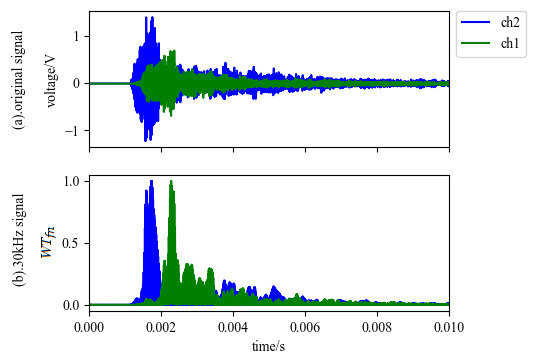 (a).original signal
voltage/V
1
0
−1
ch2
ch1
(b).30kHz signal
WTfn
1.0
0.5
0.0
0.000 0.002 0.004 0.006 0.008 0.010
time/s